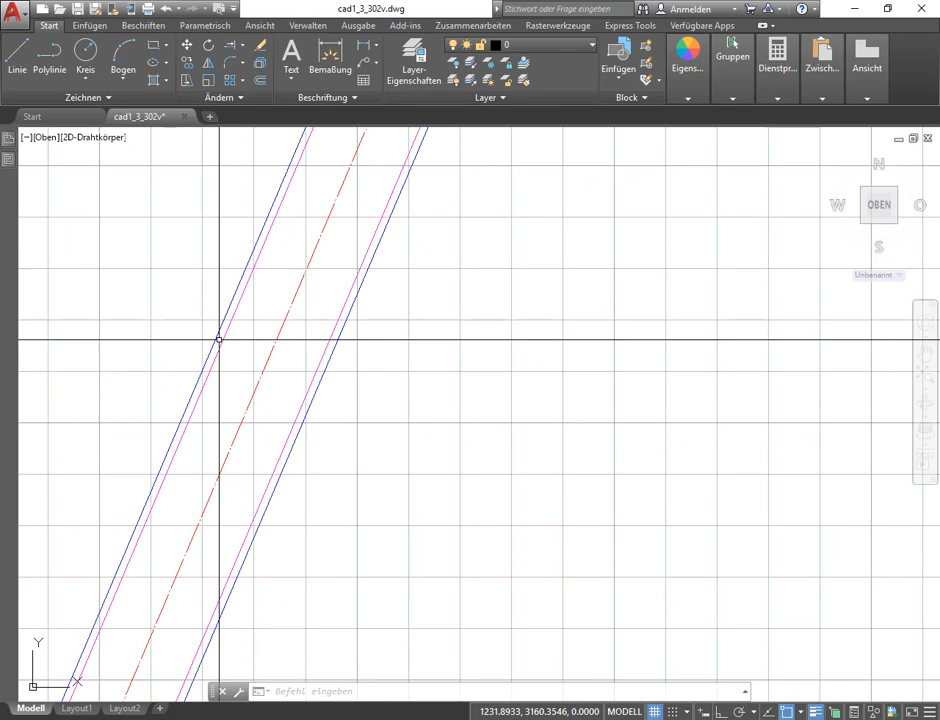 cad1_3_302v.dwg
Stichwort oder Frage eingeben
Anmelden
Start Einfügen Beschriften Parametrisch Ansicht Verwalten Ausgabe Add-ins Zusammenarbeiten Rasterwerkzeuge Express Tools Verfügbare Apps
0
Linie Polylinie Kreis Bogen Text Bemaßung Layer-
Eigenschaften Einfügen Eigens... Gruppen Dienstpr... Zwisch... Ansicht
Zeichnen Ändern Beschriftung Layer Block
Start cad1_3_302v*
[−][Oben][2D-Drahtkörper]
N
W OBEN O
S
Unbenannt
Y
X
Befehl eingeben
Modell Layout1 Layout2 +
1231.8933, 3160.3546, 0.0000 MODELL